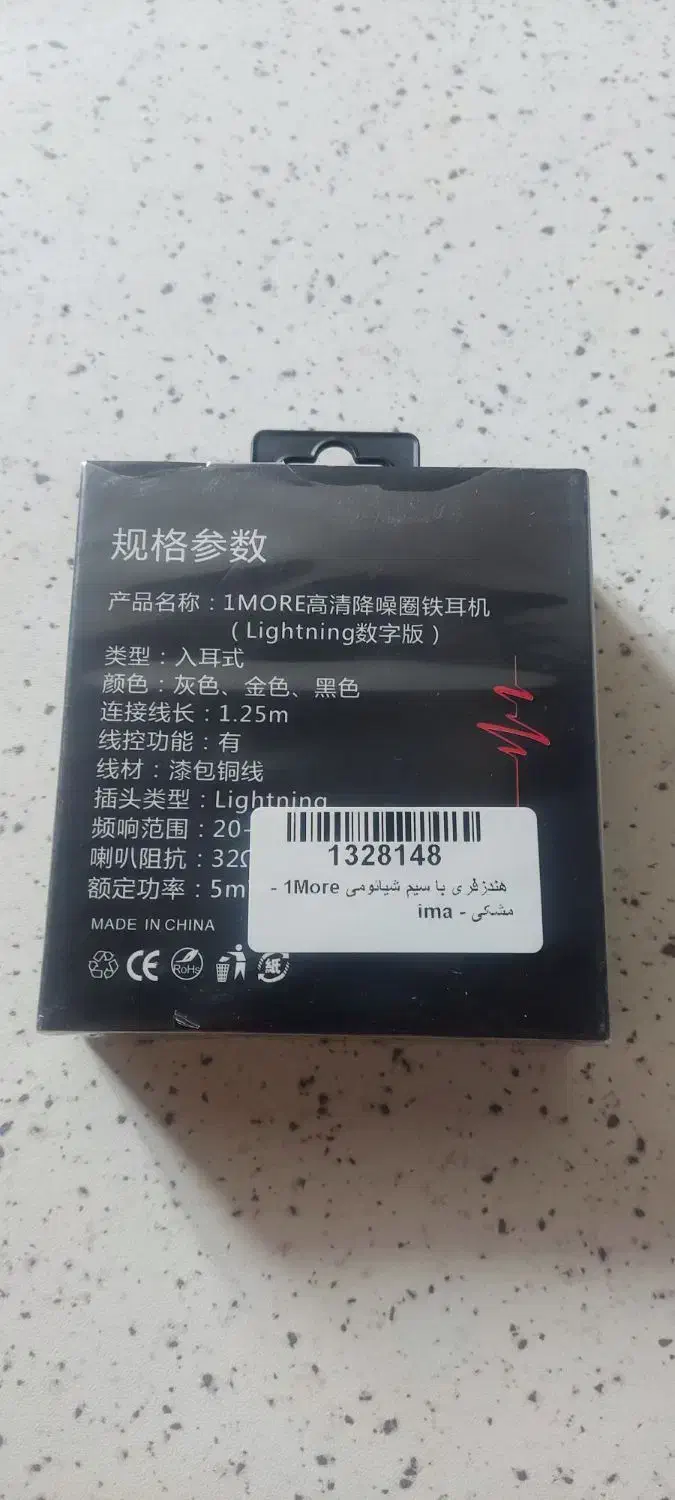 规格参数
产品名称：1MORE高清降噪圈铁耳机
（Lightning数字版）
类型：入耳式
颜色：灰色、金色、黑色
连接线长：1.25m
线控功能：有
线材：漆包铜线
插头类型：Lightning
频响范围：20-
喇叭阻抗：32Ω
额定功率：5m
MADE IN CHINA
RoHs
紙
1328148
هندزفری با سیم شیائومی 1More -
مشکی - ima